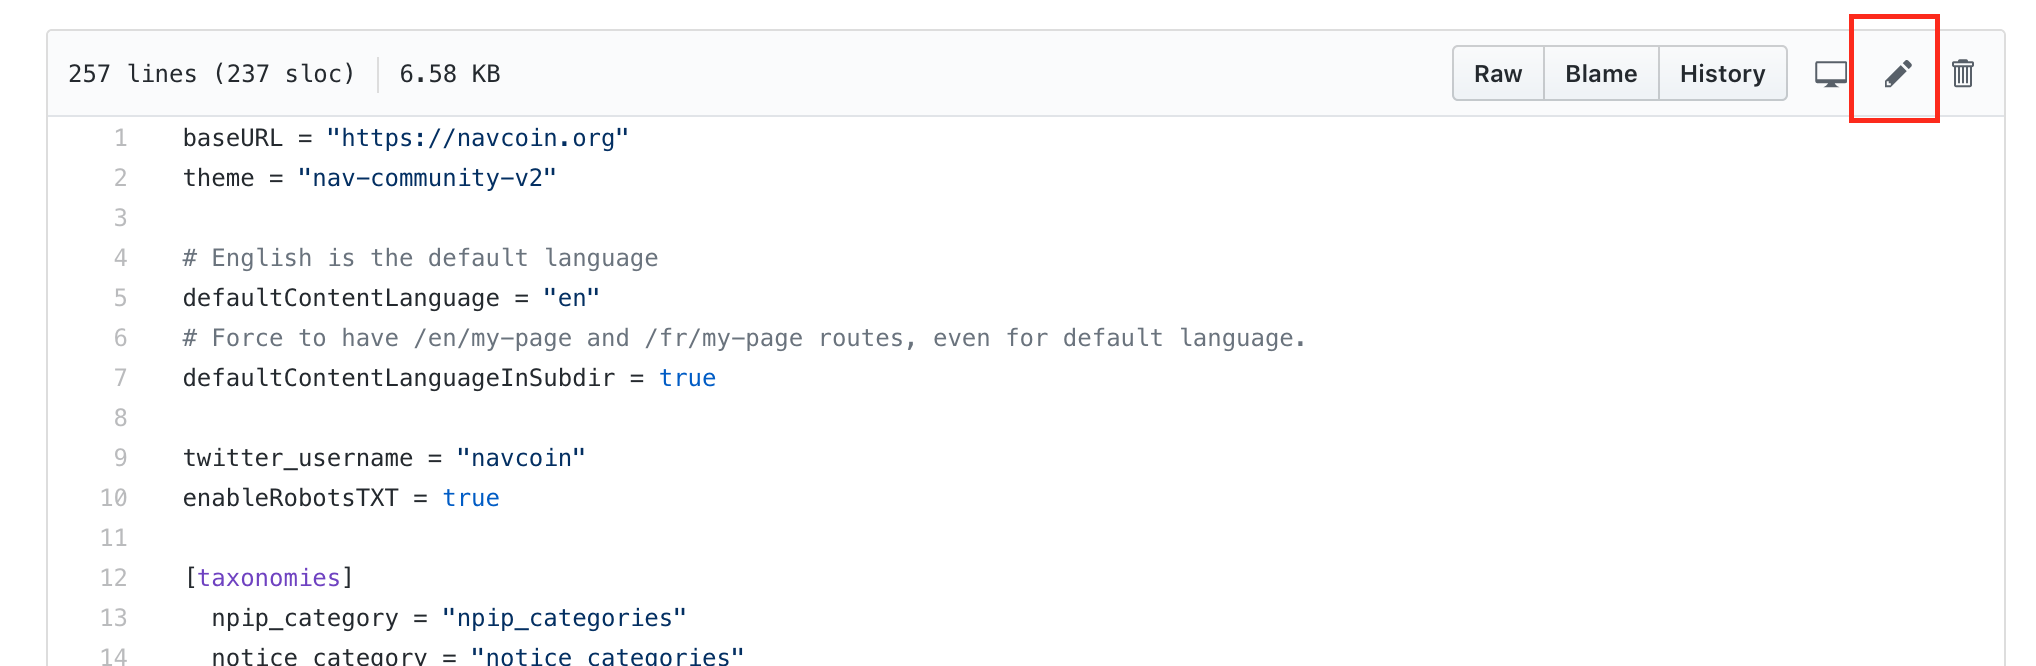 257 lines (237 sloc) 6.58 KB Raw Blame History
1 baseURL = "https://navcoin.org"
2 theme = "nav-community-v2"
3
4 # English is the default language
5 defaultContentLanguage = "en"
6 # Force to have /en/my-page and /fr/my-page routes, even for default language.
7 defaultContentLanguageInSubdir = true
8
9 twitter_username = "navcoin"
10 enableRobotsTXT = true
11
12 [taxonomies]
13 npip_category = "npip_categories"
14 notice_category = "notice_categories"